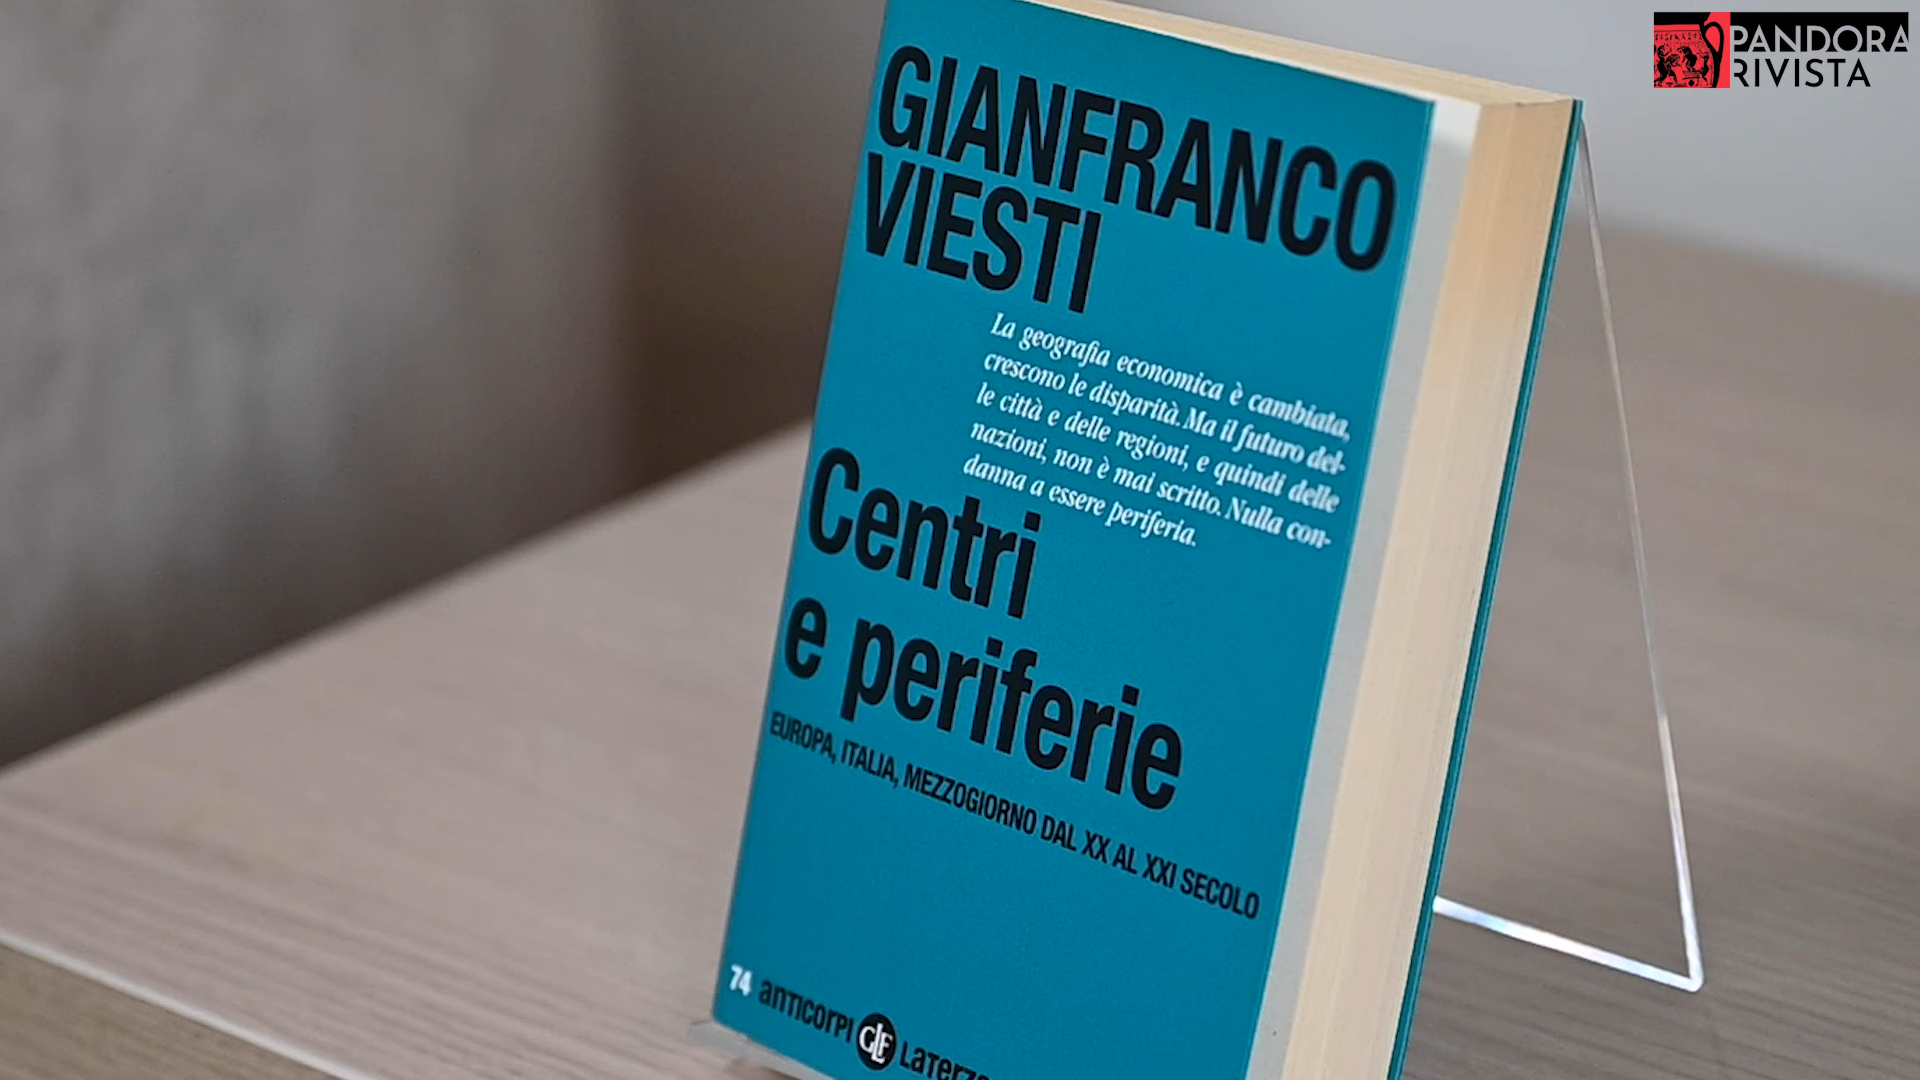 PANDORA
RIVISTA
GIANFRANCO
VIESTI
La geografia economica è cambiata,
crescono le disparità. Ma il futuro del-
le città e delle regioni, e quindi delle
nazioni, non è mai scritto. Nulla con-
danna a essere periferia.
Centri
e periferie
EUROPA, ITALIA, MEZZOGIORNO DAL XX AL XXI SECOLO
74 anticorpi GLF Laterza